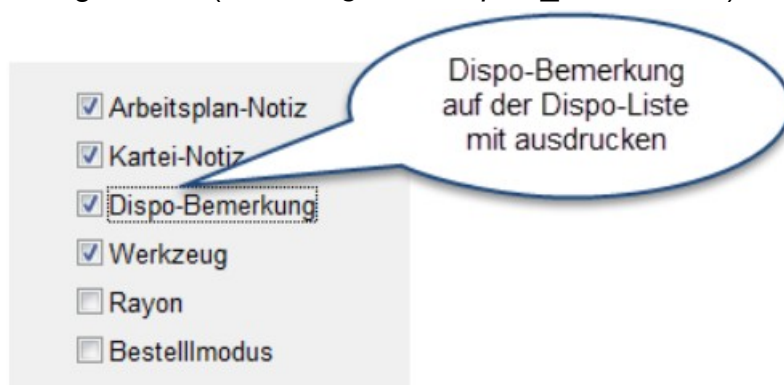 Dispo-Bemerkung
auf der Dispo-Liste
mit ausdrucken
Arbeitsplan-Notiz
Kartei-Notiz
Dispo-Bemerkung
Werkzeug
Rayon
Bestelllmodus